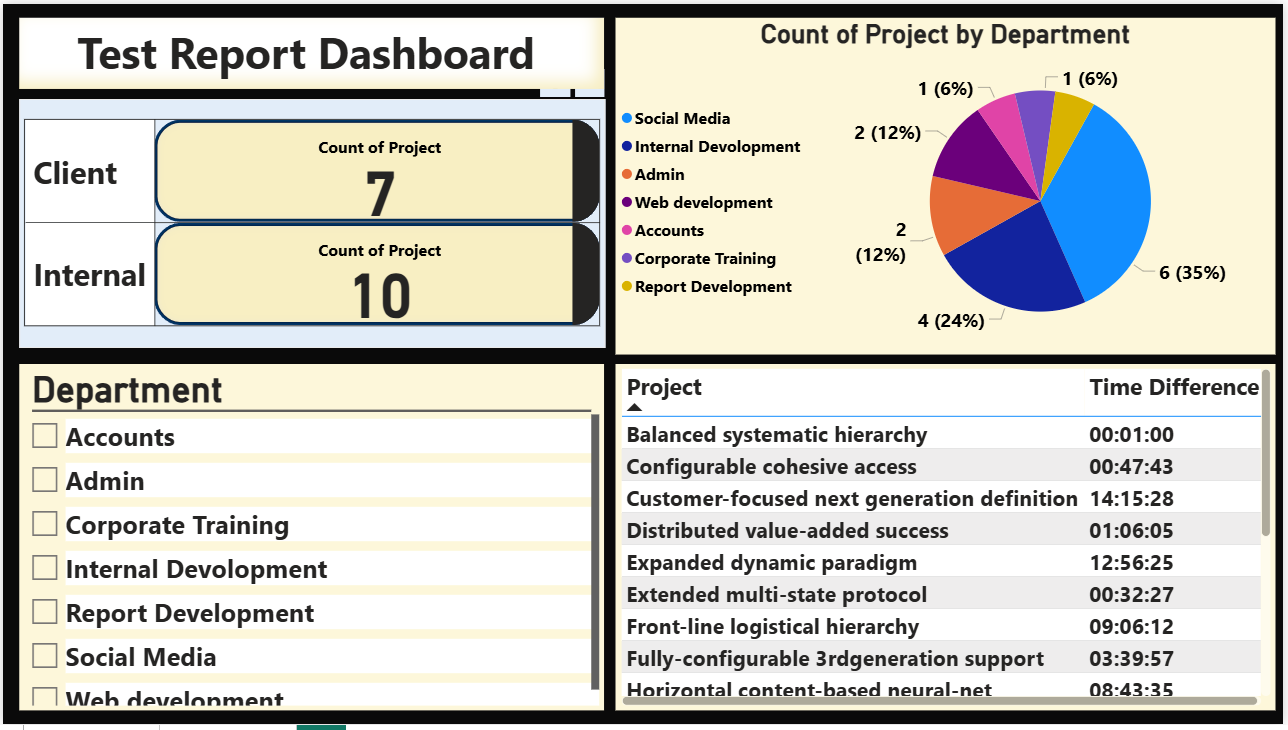 Test Report Dashboard
Client
Count of Project
7
Internal
Count of Project
10
Count of Project by Department
Social Media
Internal Devolopment
Admin
Web development
Accounts
Corporate Training
Report Development
1 (6%)
1 (6%)
2 (12%)
2
(12%)
4 (24%)
6 (35%)
Department
Accounts
Admin
Corporate Training
Internal Devolopment
Report Development
Social Media
Web development
Project Time Difference
Balanced systematic hierarchy 00:01:00
Configurable cohesive access 00:47:43
Customer-focused next generation definition 14:15:28
Distributed value-added success 01:06:05
Expanded dynamic paradigm 12:56:25
Extended multi-state protocol 00:32:27
Front-line logistical hierarchy 09:06:12
Fully-configurable 3rdgeneration support 03:39:57
Horizontal content-based neural-net 08:43:35